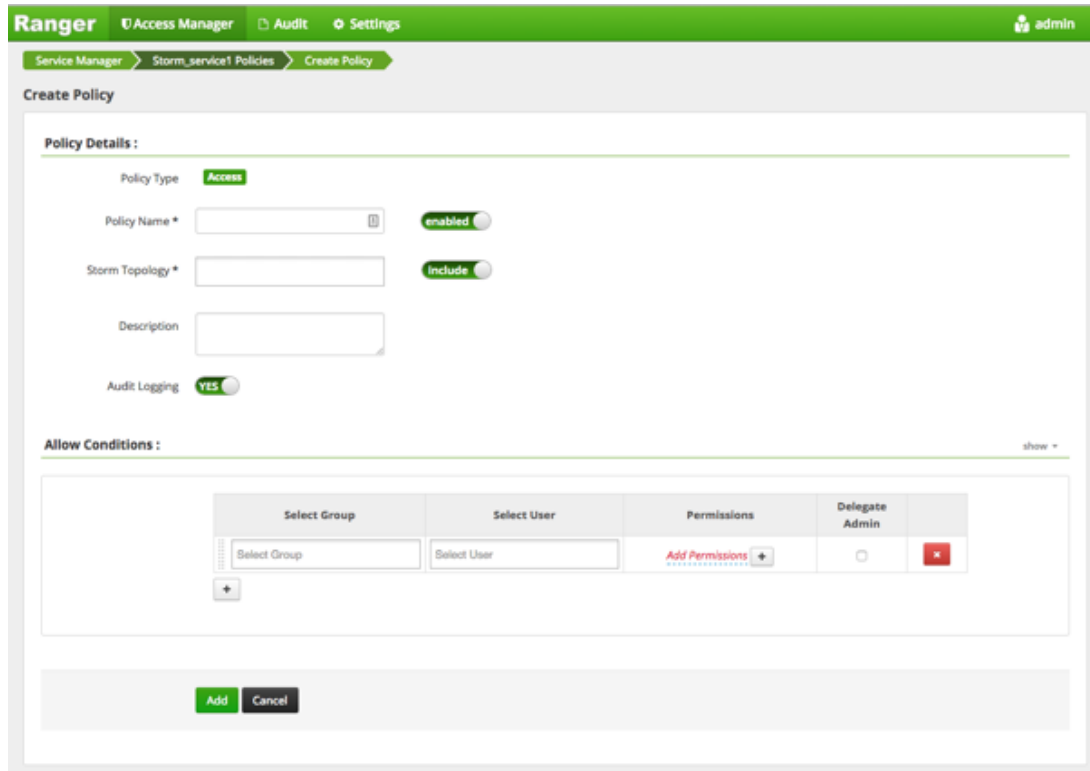 Ranger Access Manager Audit Settings admin
Service Manager Storm_service1 Policies Create Policy
Create Policy
Policy Details :
Policy Type Access
Policy Name * enabled
Storm Topology * include
Description
Audit Logging YES
Allow Conditions : show
Select Group Select User Permissions Delegate Admin
Select Group Select User Add Permissions +
+
Add Cancel